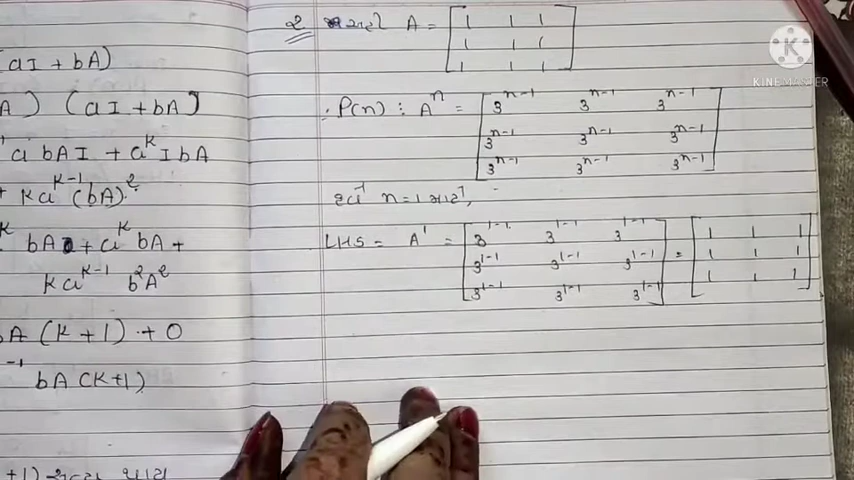 (aI + bA)
A) (aI + bA)
a bAI + a^k I bA
+ k a^{k-1} (bA)^2
k bA + a^k bA +
k a^{k-1} b^2 A^2
bA (k + 1) + 0
-1 bA (k+1)
2 A = [ 1 1 1
1 1 1
1 1 1 ]
P(n) : A^n = [ 3^{n-1} 3^{n-1} 3^{n-1}
3^{n-1} 3^{n-1} 3^{n-1}
3^{n-1} 3^{n-1} 3^{n-1} ]
હવે n = 1 માટે,
LHS = A^1 = [ 3^{1-1} 3^{1-1} 3^{1-1} = [ 1 1 1
3^{1-1} 3^{1-1} 3^{1-1} 1 1 1
3^{1-1} 3^{1-1} 3^{1-1} ] 1 1 1 ]
KINEMASTER